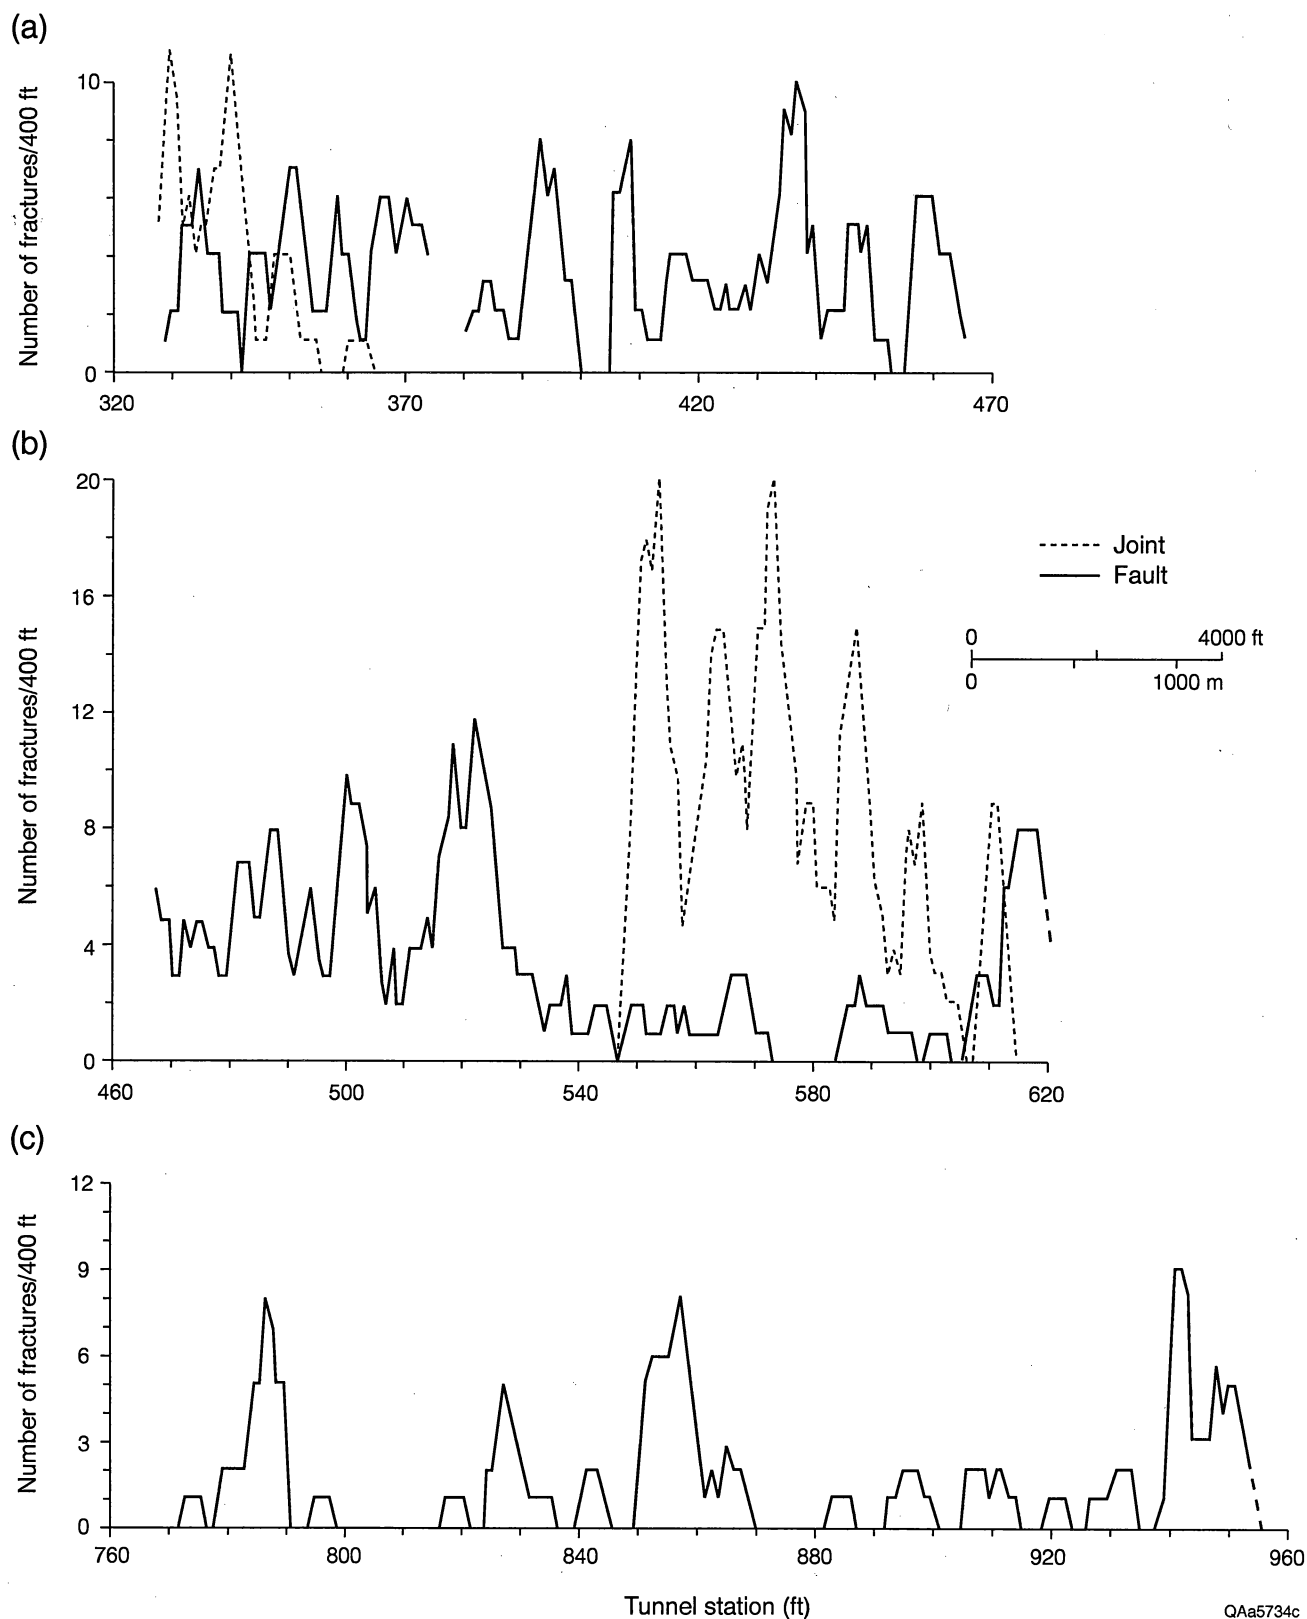 (a)
Number of fractures/400 ft
10
0
320
370
420
470
(b)
Number of fractures/400 ft
20
16
12
8
4
0
460
500
540
580
620
Joint
Fault
0
4000 ft
0
1000 m
(c)
Number of fractures/400 ft
12
9
6
3
0
760
800
840
880
920
960
Tunnel station (ft)
QAa5734c